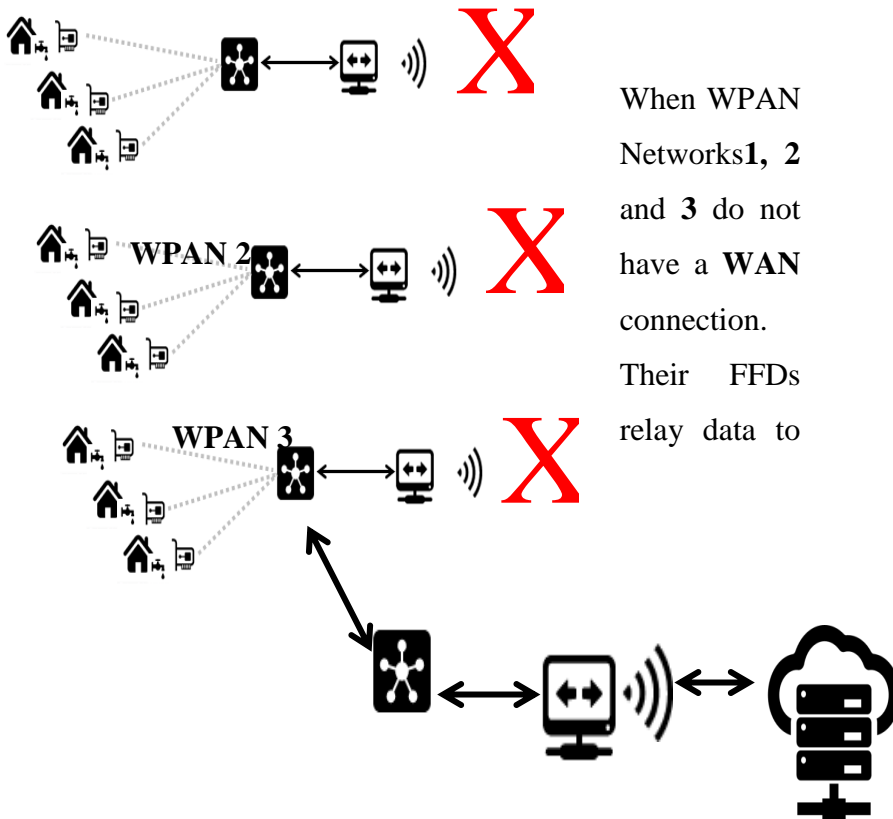 When WPAN
Networks1, 2
and 3 do not
have a WAN
connection.
Their FFDs
relay data to
X
X
X
WPAN 2
WPAN 3